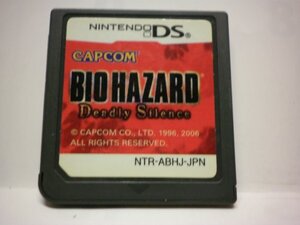 NINTENDO DS
CAPCOM
BIOHAZARD
Deadly Silence
© CAPCOM CO., LTD. 1996, 2006
ALL RIGHTS RESERVED.
NTR-ABHJ-JPN